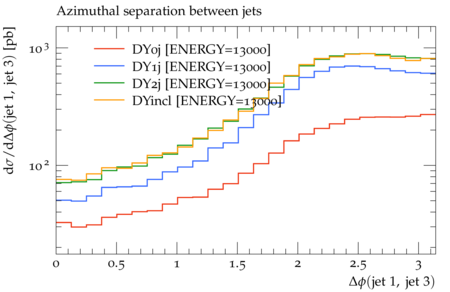 Azimuthal separation between jets
dσ/dΔϕ(jet 1, jet 3) [pb]
10³
10²
DY0j [ENERGY=13000]
DY1j [ENERGY=13000]
DY2j [ENERGY=13000]
DYincl [ENERGY=13000]
0 0.5 1 1.5 2 2.5 3
Δϕ(jet 1, jet 3)